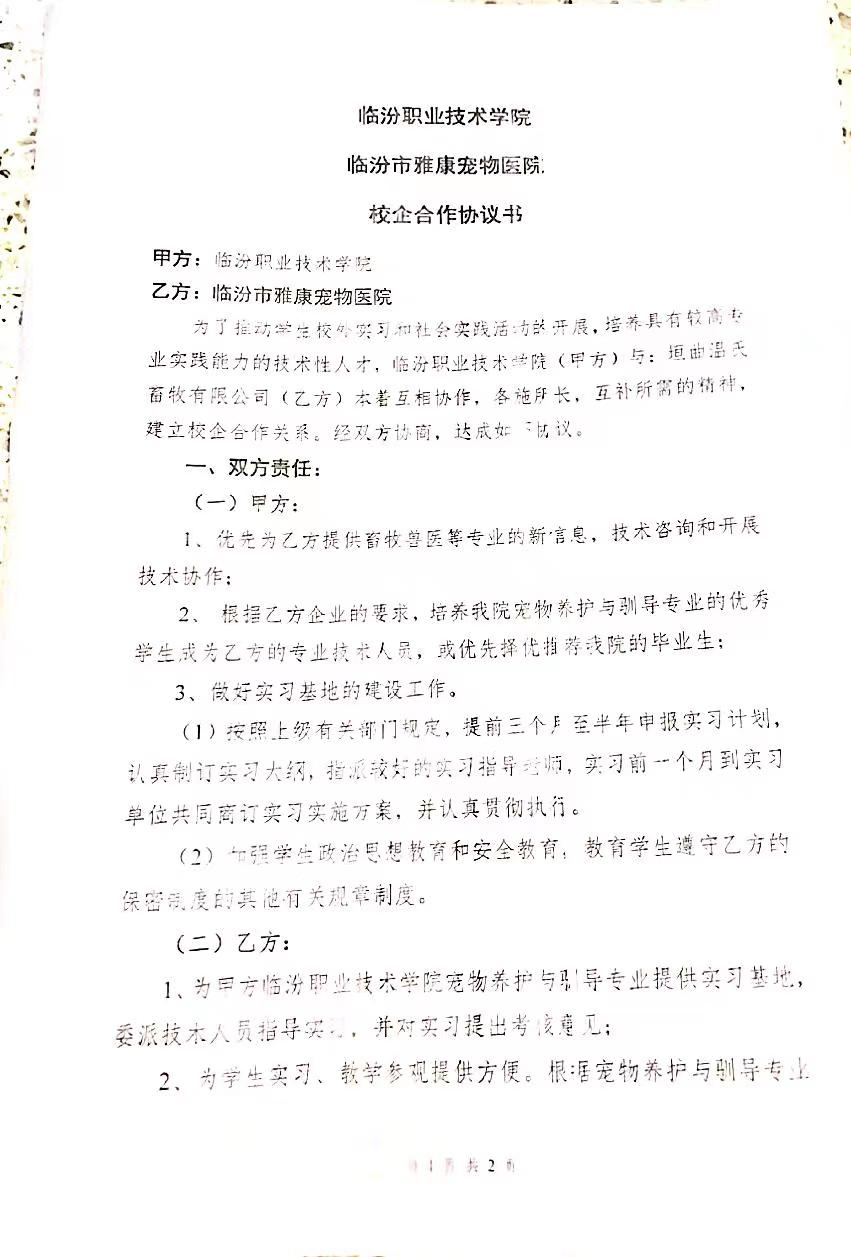 临汾职业技术学院
临汾市雅康宠物医院
校企合作协议书
甲方：临汾职业技术学院
乙方：临汾市雅康宠物医院
为了推动学生校外实习和社会实践活动的开展，培养具有较高专
业实践能力的技术性人才，临汾职业技术学院（甲方）与：垣曲温氏
畜牧有限公司（乙方）本着互相协作，各施所长，互补所需的精神，
建立校企合作关系。经双方协商，达成如下协议。
一、双方责任：
（一）甲方：
1、优先为乙方提供畜牧兽医等专业的新信息，技术咨询和开展
技术协作；
2、根据乙方企业的要求，培养我院宠物养护与驯导专业的优秀
学生成为乙方的专业技术人员，或优先择优推荐我院的毕业生；
3、做好实习基地的建设工作。
（1）按照上级有关部门规定，提前三个月至半年申报实习计划，
认真制订实习大纲，指派较好的实习指导老师，实习前一个月到实习
单位共同商订实习实施方案，并认真贯彻执行。
（2）加强学生政治思想教育和安全教育，教育学生遵守乙方的
保密制度的其他有关规章制度。
（二）乙方：
1、为甲方临汾职业技术学院宠物养护与驯导专业提供实习基地，
委派技术人员指导实习，并对实习提出考核意见；
2、为学生实习、教学参观提供方便。根据宠物养护与驯导专业
第1页共2页